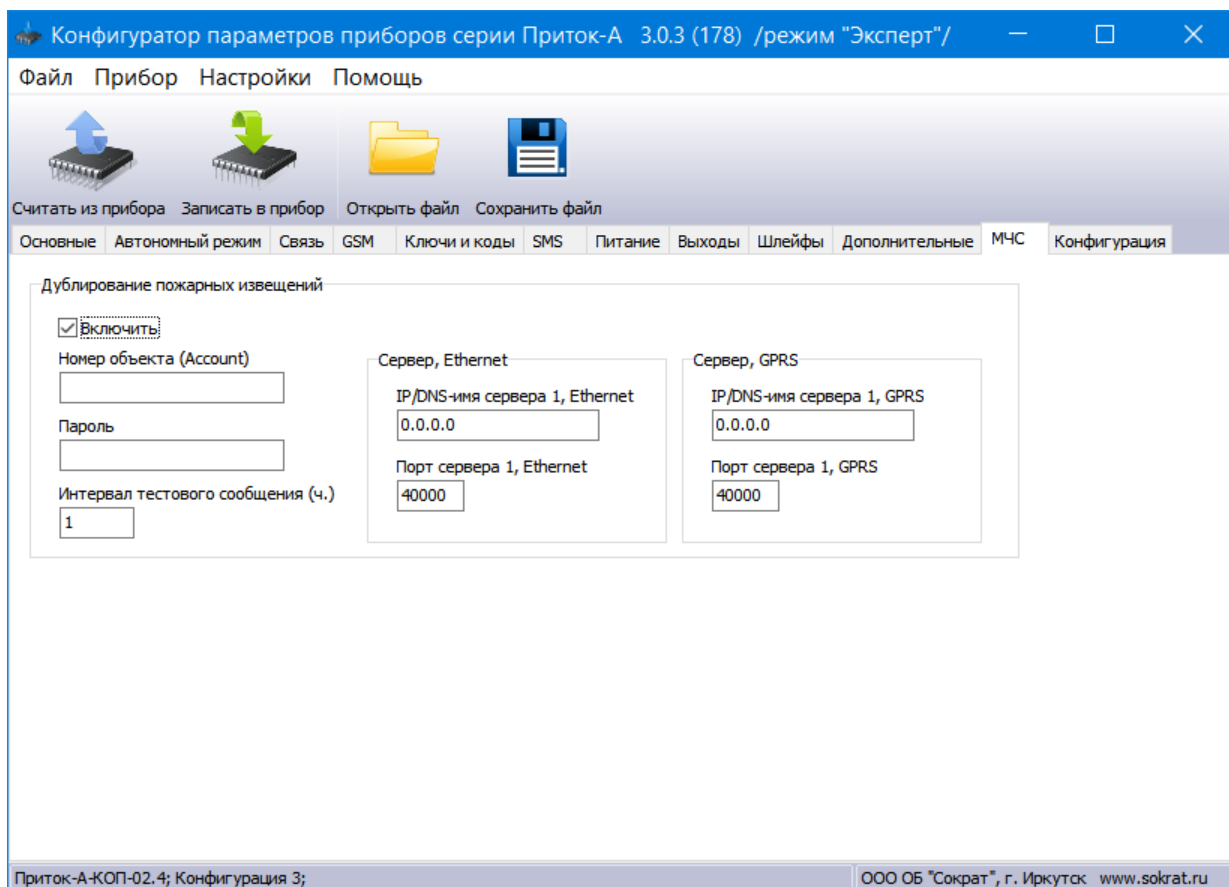 Конфигуратор параметров приборов серии Приток-А 3.0.3 (178) /режим "Эксперт"/
Файл Прибор Настройки Помощь
Считать из прибора Записать в прибор Открыть файл Сохранить файл
Основные Автономный режим Связь GSM Ключи и коды SMS Питание Выходы Шлейфы Дополнительные МЧС Конфигурация
Дублирование пожарных извещений
Включить
Номер объекта (Account)
Пароль
Интервал тестового сообщения (ч.)
1
Сервер, Ethernet
IP/DNS-имя сервера 1, Ethernet
0.0.0.0
Порт сервера 1, Ethernet
40000
Сервер, GPRS
IP/DNS-имя сервера 1, GPRS
0.0.0.0
Порт сервера 1, GPRS
40000
Приток-А-КОП-02.4; Конфигурация 3; ООО ОБ "Сократ", г. Иркутск www.sokrat.ru